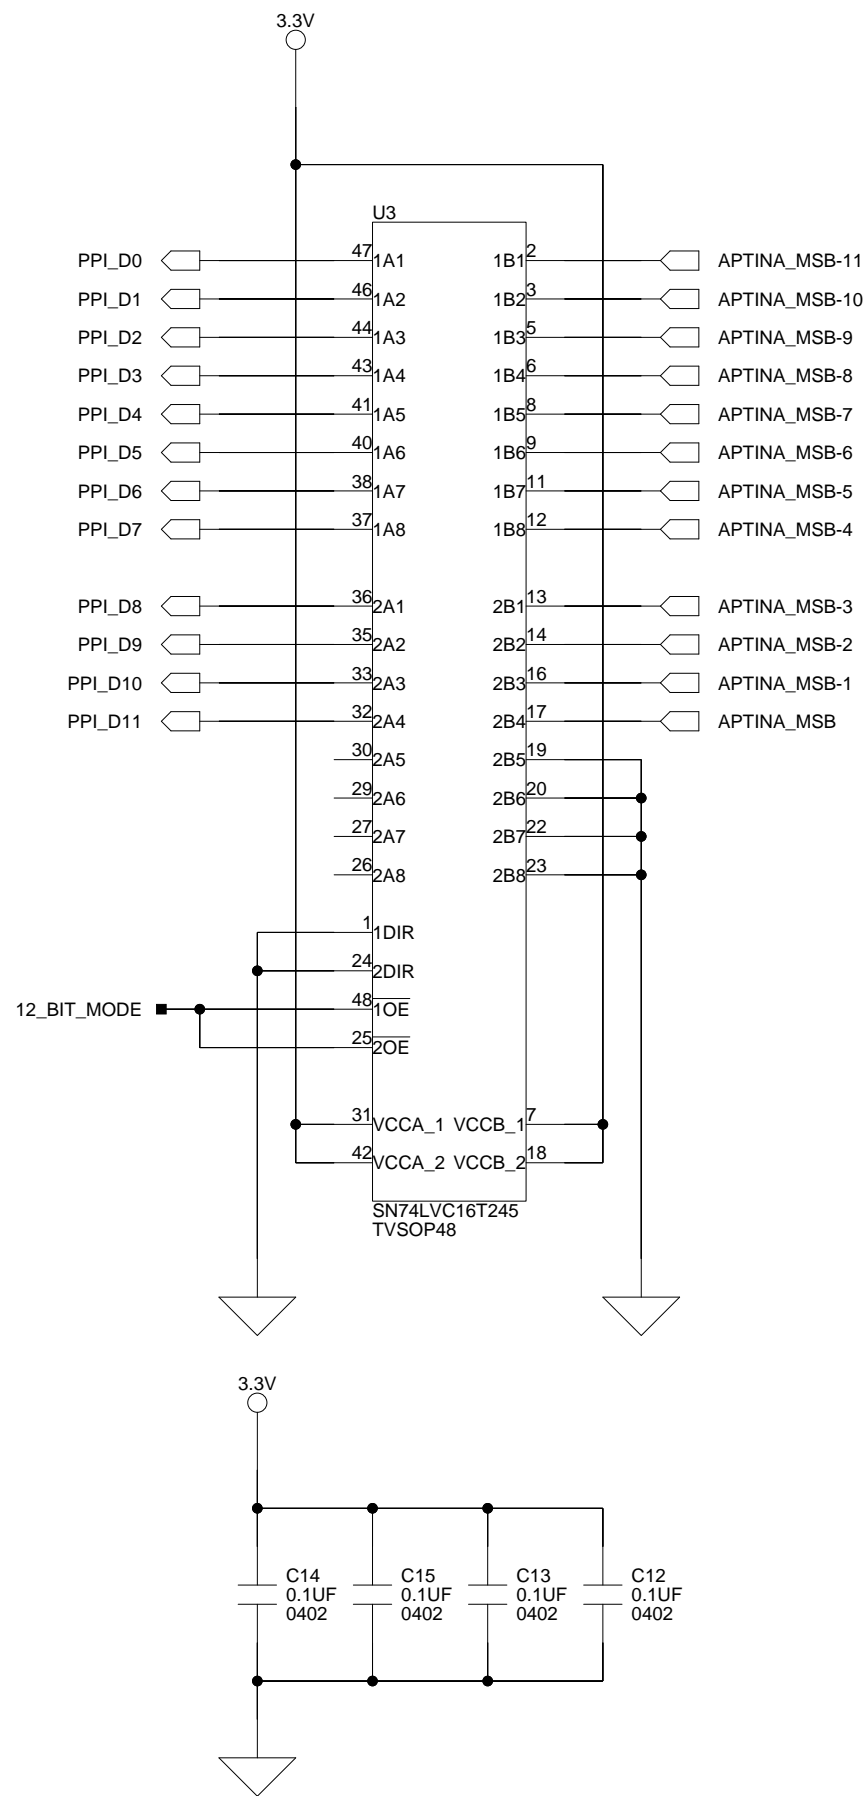 3.3V
U3
PPI_D0 47 1A1 1B1 2 APTINA_MSB-11
PPI_D1 46 1A2 1B2 3 APTINA_MSB-10
PPI_D2 44 1A3 1B3 5 APTINA_MSB-9
PPI_D3 43 1A4 1B4 6 APTINA_MSB-8
PPI_D4 41 1A5 1B5 8 APTINA_MSB-7
PPI_D5 40 1A6 1B6 9 APTINA_MSB-6
PPI_D6 38 1A7 1B7 11 APTINA_MSB-5
PPI_D7 37 1A8 1B8 12 APTINA_MSB-4
PPI_D8 36 2A1 2B1 13 APTINA_MSB-3
PPI_D9 35 2A2 2B2 14 APTINA_MSB-2
PPI_D10 33 2A3 2B3 16 APTINA_MSB-1
PPI_D11 32 2A4 2B4 17 APTINA_MSB
30 2A5 2B5 19
29 2A6 2B6 20
27 2A7 2B7 22
26 2A8 2B8 23
1 1DIR
24 2DIR
12_BIT_MODE 48 1OE
25 2OE
31 VCCA_1 VCCB_1 7
42 VCCA_2 VCCB_2 18
SN74LVC16T245
TVSOP48
3.3V
C14 C15 C13 C12
0.1UF 0.1UF 0.1UF 0.1UF
0402 0402 0402 0402